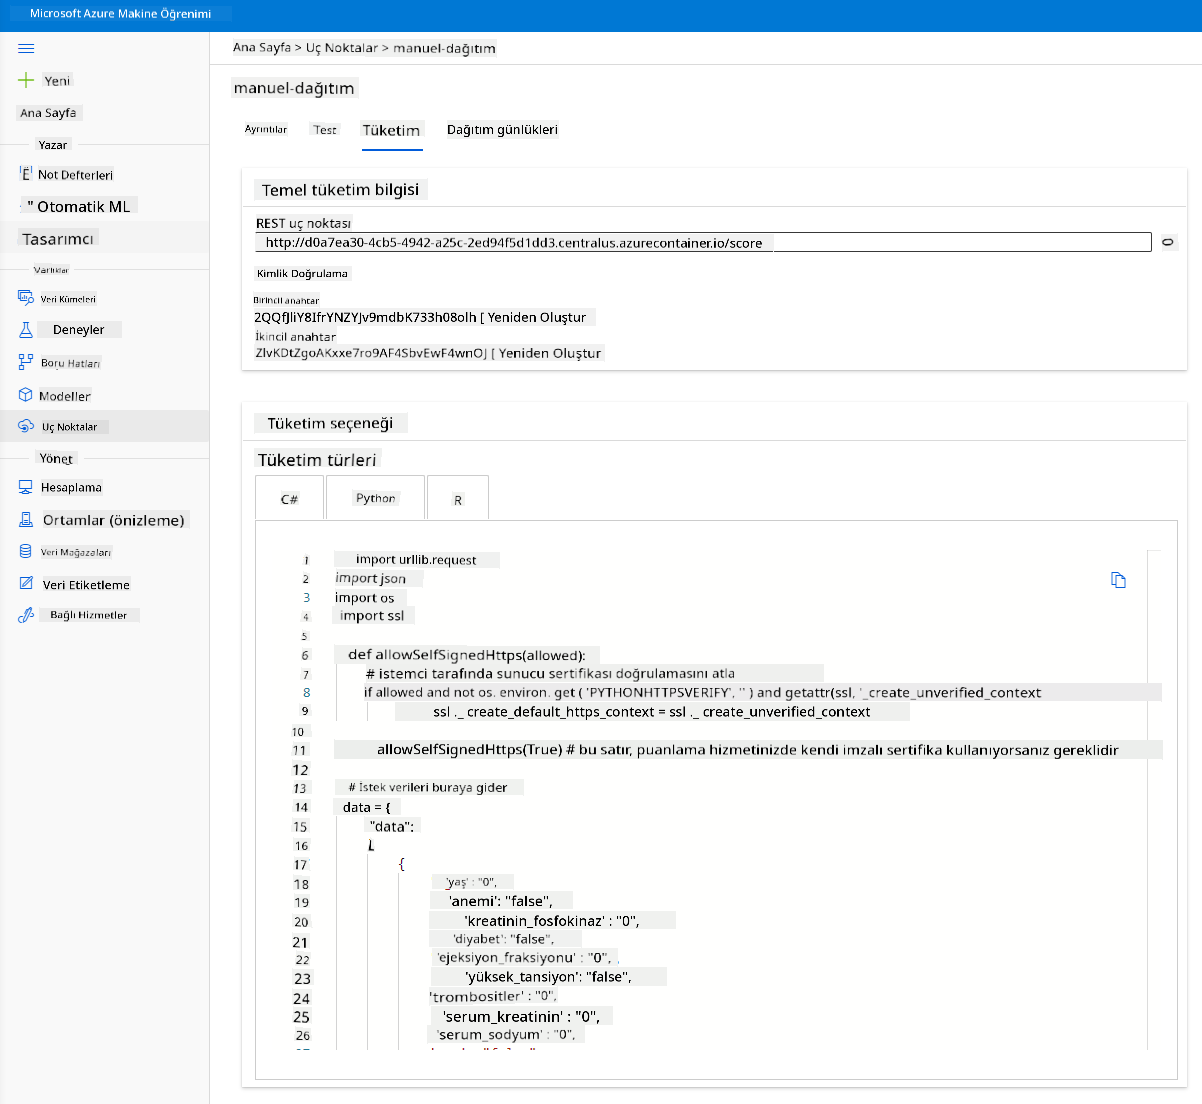 Microsoft Azure Makine Öğrenimi
Ana Sayfa > Uç Noktalar > manuel-dağıtım
Yeni
Ana Sayfa
Yazar
Not Defterleri
" Otomatik ML
Tasarımcı
Varlıklar
Veri Kümeleri
Deneyler
Boru Hatları
Modeller
Uç Noktalar
Yönet
Hesaplama
Ortamlar (önizleme)
Veri Mağazaları
Veri Etiketleme
Bağlı Hizmetler
manuel-dağıtım
Ayrıntılar Test Tüketim Dağıtım günlükleri
Temel tüketim bilgisi
REST uç noktası
http://d0a7ea30-4cb5-4942-a25c-2ed94f5d1dd3.centralus.azurecontainer.io/score
Kimlik Doğrulama
Birincil anahtar
2QQfJliY8IfrYNZYJv9mdbK733h08olh [ Yeniden Oluştur
İkincil anahtar
ZlvKDtZgoAKxxe7ro9AF4SbvEwF4wnOJ [ Yeniden Oluştur
Tüketim seçeneği
Tüketim türleri
C# Python R
1 import urllib.request
2 import json
3 import os
4 import ssl
5
6 def allowSelfSignedHttps(allowed):
7 # istemci tarafında sunucu sertifikası doğrulamasını atla
8 if allowed and not os. environ. get ( 'PYTHONHTTPSVERIFY', '' ) and getattr(ssl, '_create_unverified_context
9 ssl ._ create_default_https_context = ssl ._ create_unverified_context
10
11 allowSelfSignedHttps(True) # bu satır, puanlama hizmetinizde kendi imzalı sertifika kullanıyorsanız gereklidir
12
13 # İstek verileri buraya gider
14 data = {
15 "data":
16 [
17 {
18 'yaş' : "0",
19 'anemi': "false",
20 'kreatinin_fosfokinaz' : "0",
21 'diyabet': "false",
22 'ejeksiyon_fraksiyonu' : "0", ,
23 'yüksek_tansiyon': "false",
24 'trombositler' : "0",
25 'serum_kreatinin' : "0",
26 'serum_sodyum' : "0",